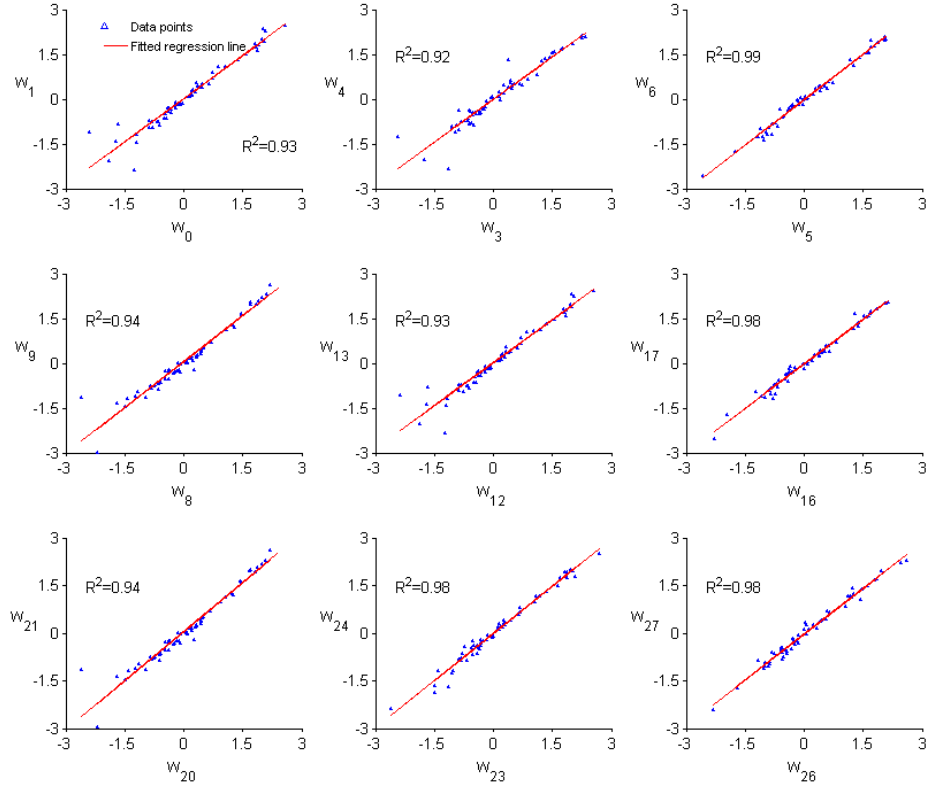 3
Data points
Fitted regression line
1.5
W1
0
-1.5
R²=0.93
-3
-3 -1.5 0 1.5 3
W0
3
1.5
R²=0.92
W4
0
-1.5
-3
-3 -1.5 0 1.5 3
W3
3
1.5
R²=0.99
W6
0
-1.5
-3
-3 -1.5 0 1.5 3
W5
3
R²=0.94
1.5
W9
0
-1.5
-3
-3 -1.5 0 1.5 3
W8
3
R²=0.93
1.5
W13
0
-1.5
-3
-3 -1.5 0 1.5 3
W12
3
R²=0.98
1.5
W17
0
-1.5
-3
-3 -1.5 0 1.5 3
W16
3
R²=0.94
1.5
W21
0
-1.5
-3
-3 -1.5 0 1.5 3
W20
3
R²=0.98
1.5
W24
0
-1.5
-3
-3 -1.5 0 1.5 3
W23
3
R²=0.98
1.5
W27
0
-1.5
-3
-3 -1.5 0 1.5 3
W26